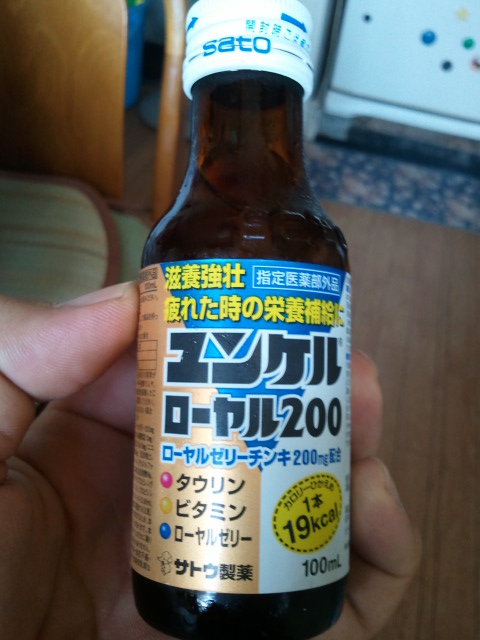 開封時に
sato
滋養強壮 指定医薬部外品
疲れた時の栄養補給に
ユンケル
ローヤル200
ローヤルゼリーチンキ200mg配合
タウリン
ビタミン
ローヤルゼリー
カロリーひかえめ
1本
19kcal
サトウ製薬
100mL